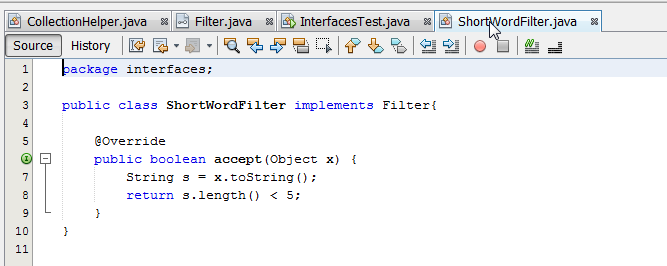 CollectionHelper.java Filter.java InterfacesTest.java ShortWordFilter.java
Source History
1 package interfaces;
2
3 public class ShortWordFilter implements Filter{
4
5 @Override
6 public boolean accept(Object x) {
7 String s = x.toString();
8 return s.length() < 5;
9 }
10 }
11